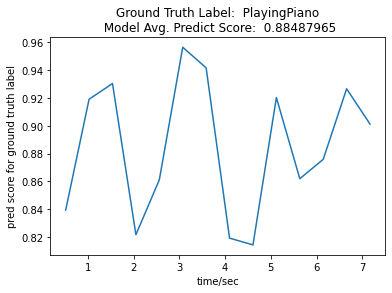 Ground Truth Label:  PlayingPiano
Model Avg. Predict Score:  0.88487965
0.96
0.94
0.92
0.90
0.88
0.86
0.84
0.82
pred score for ground truth label
1 2 3 4 5 6 7
time/sec